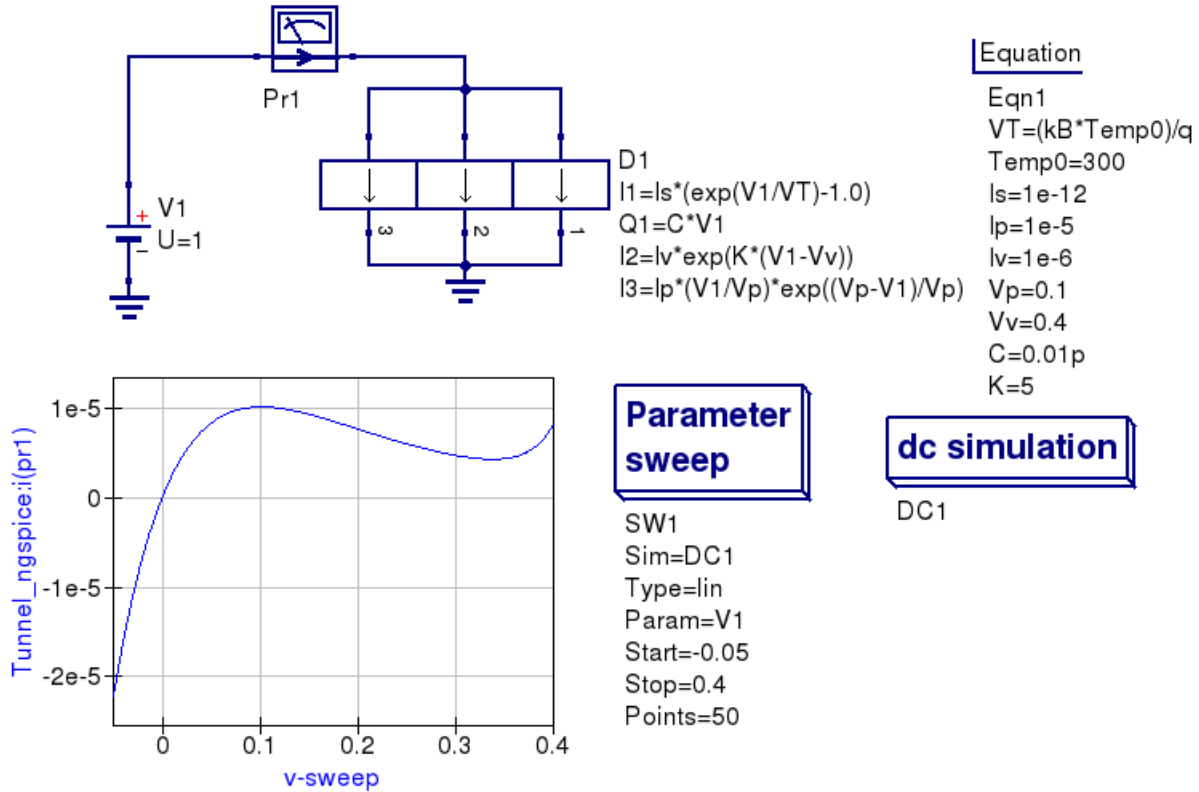 Pr1
V1
U=1
+
_
3
2
1
D1
I1=Is*(exp(V1/VT)-1.0)
Q1=C*V1
I2=Iv*exp(K*(V1-Vv))
I3=Ip*(V1/Vp)*exp((Vp-V1)/Vp)
Equation
Eqn1
VT=(kB*Temp0)/q
Temp0=300
Is=1e-12
Ip=1e-5
Iv=1e-6
Vp=0.1
Vv=0.4
C=0.01p
K=5
Tunnel_ngspice:i(pr1)
1e-5
0
-1e-5
-2e-5
0 0.1 0.2 0.3 0.4
v-sweep
Parameter
sweep
SW1
Sim=DC1
Type=lin
Param=V1
Start=-0.05
Stop=0.4
Points=50
dc simulation
DC1